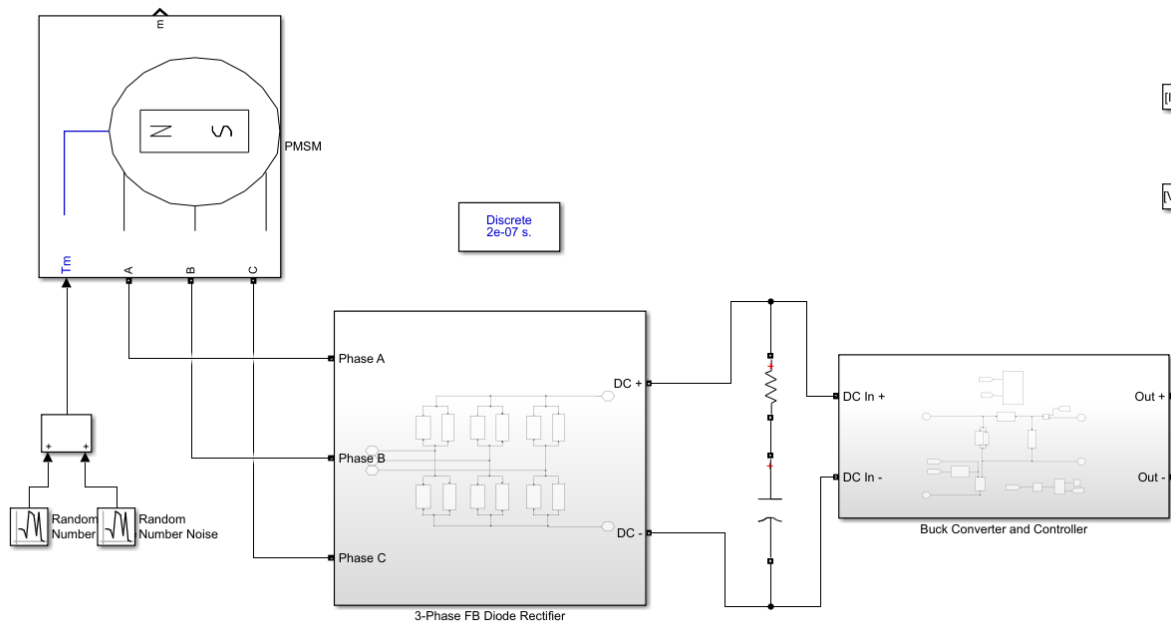 m
N S
PMSM
[I
Discrete
2e-07 s.
[V
Tm
A
B
C
Phase A
DC +
DC In +
Out +
+ +
Phase B
DC In -
Out -
Random
Number
Random
Number Noise
DC -
Buck Converter and Controller
Phase C
3-Phase FB Diode Rectifier
+
+